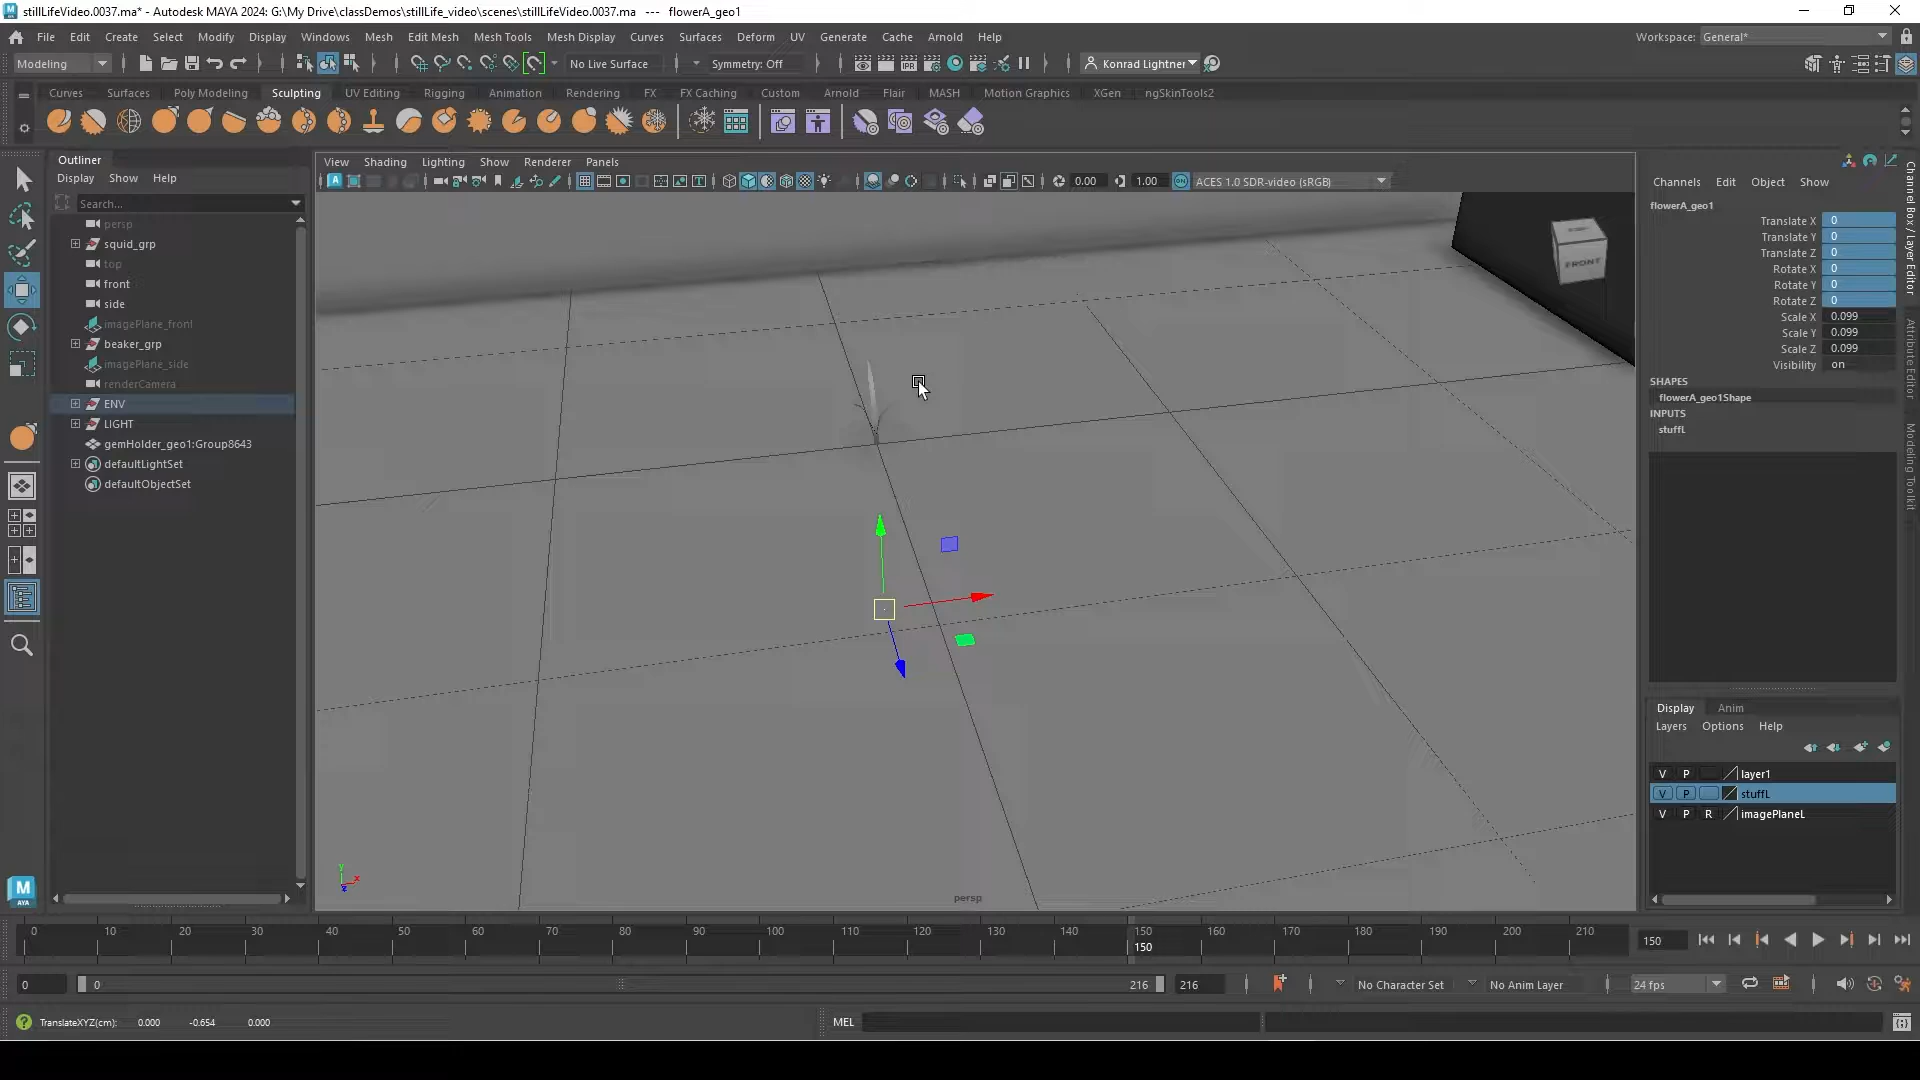 stillLifeVideo.0037.ma* - Autodesk MAYA 2024: G:\My Drive\classDemos\stillLife_video\scenes\stillLifeVideo.0037.ma --- flowerA_geo1
File Edit Create Select Modify Display Windows Mesh Edit Mesh Mesh Tools Mesh Display Curves Surfaces Deform UV Generate Cache Arnold Help
Workspace: General*
Modeling
No Live Surface
Symmetry: Off
Konrad Lightner
Curves Surfaces Poly Modeling Sculpting UV Editing Rigging Animation Rendering FX FX Caching Custom Arnold Flair MASH Motion Graphics XGen ngSkinTools2
Outliner
Display Show Help
Search...
persp
squid_grp
top
front
side
imagePlane_front
beaker_grp
imagePlane_side
renderCamera
ENV
LIGHT
gemHolder_geo1:Group8643
defaultLightSet
defaultObjectSet
View Shading Lighting Show Renderer Panels
0.00 1.00 ACES 1.0 SDR-video (sRGB)
FRONT
persp
Channels Edit Object Show
flowerA_geo1
Translate X 0
Translate Y 0
Translate Z 0
Rotate X 0
Rotate Y 0
Rotate Z 0
Scale X 0.099
Scale Y 0.099
Scale Z 0.099
Visibility on
SHAPES
flowerA_geo1Shape
INPUTS
stuffL
Channel Box / Layer Editor
Attribute Editor
Modeling Toolkit
Display Anim
Layers Options Help
V P layer1
V P stuffL
V P R imagePlaneL
0 10 20 30 40 50 60 70 80 90 100 110 120 130 140 150 160 170 180 190 200 210
150
150
0 0 216 216
No Character Set
No Anim Layer
24 fps
TranslateXYZ(cm): 0.000 -0.654 0.000
MEL
M
AYA